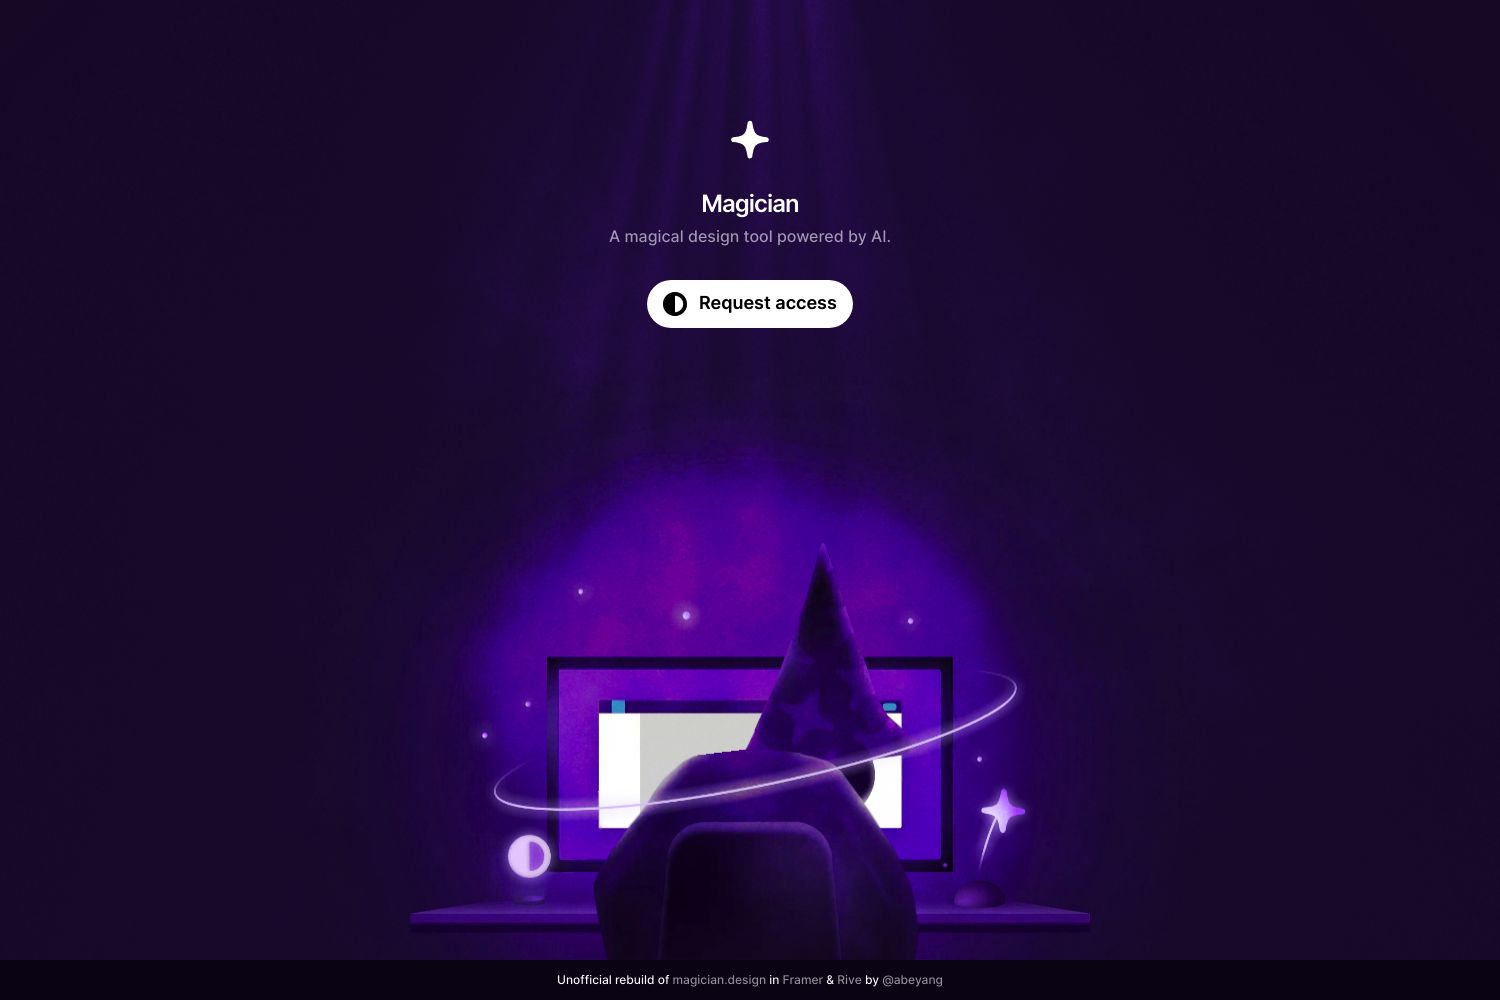 Magician
A magical design tool powered by AI.
Request access
Unofficial rebuild of magician.design in Framer & Rive by @abeyang